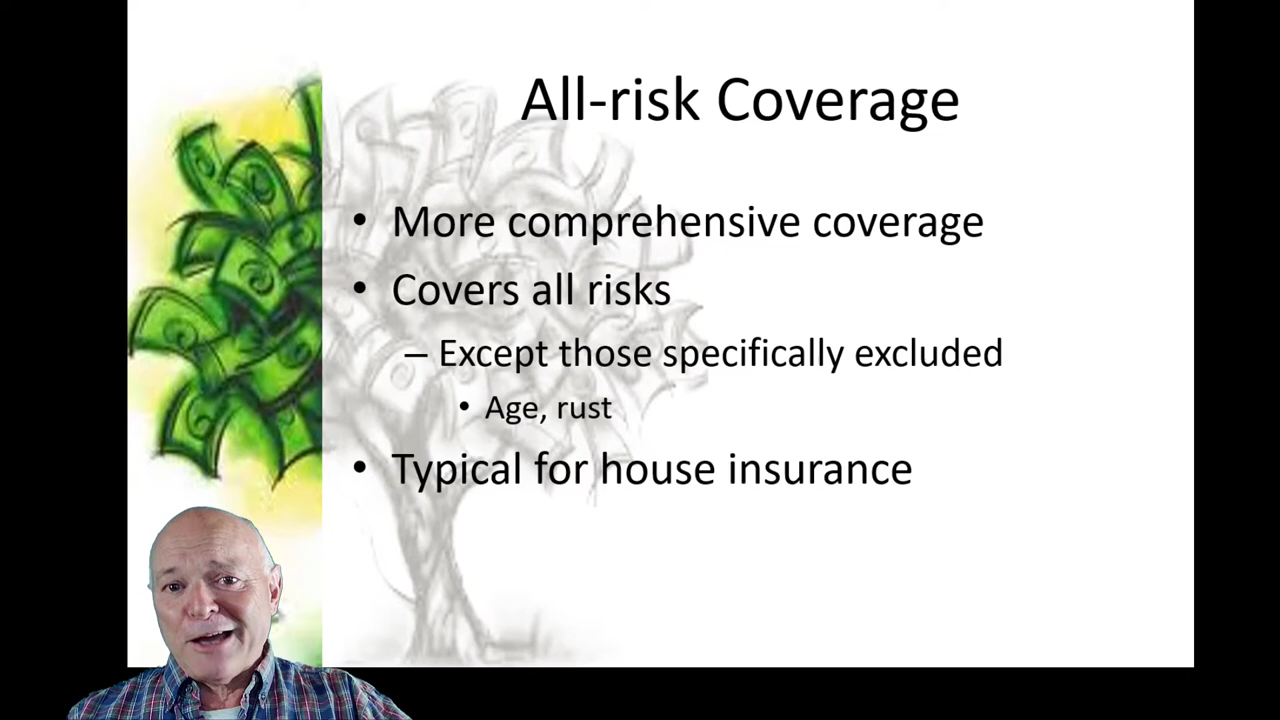 All-risk Coverage
• More comprehensive coverage
• Covers all risks
– Except those specifically excluded
• Age, rust
• Typical for house insurance